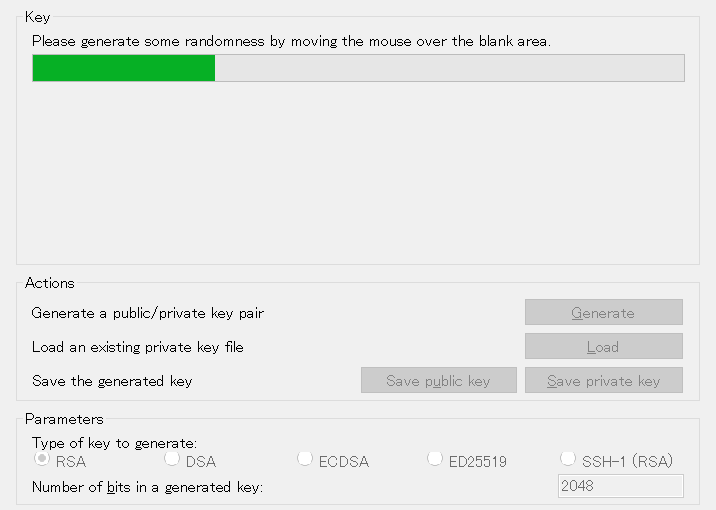 Key
Please generate some randomness by moving the mouse over the blank area.
Actions
Generate a public/private key pair
Generate
Load an existing private key file
Load
Save the generated key
Save public key
Save private key
Parameters
Type of key to generate:
RSA
DSA
ECDSA
ED25519
SSH-1 (RSA)
Number of bits in a generated key:
2048